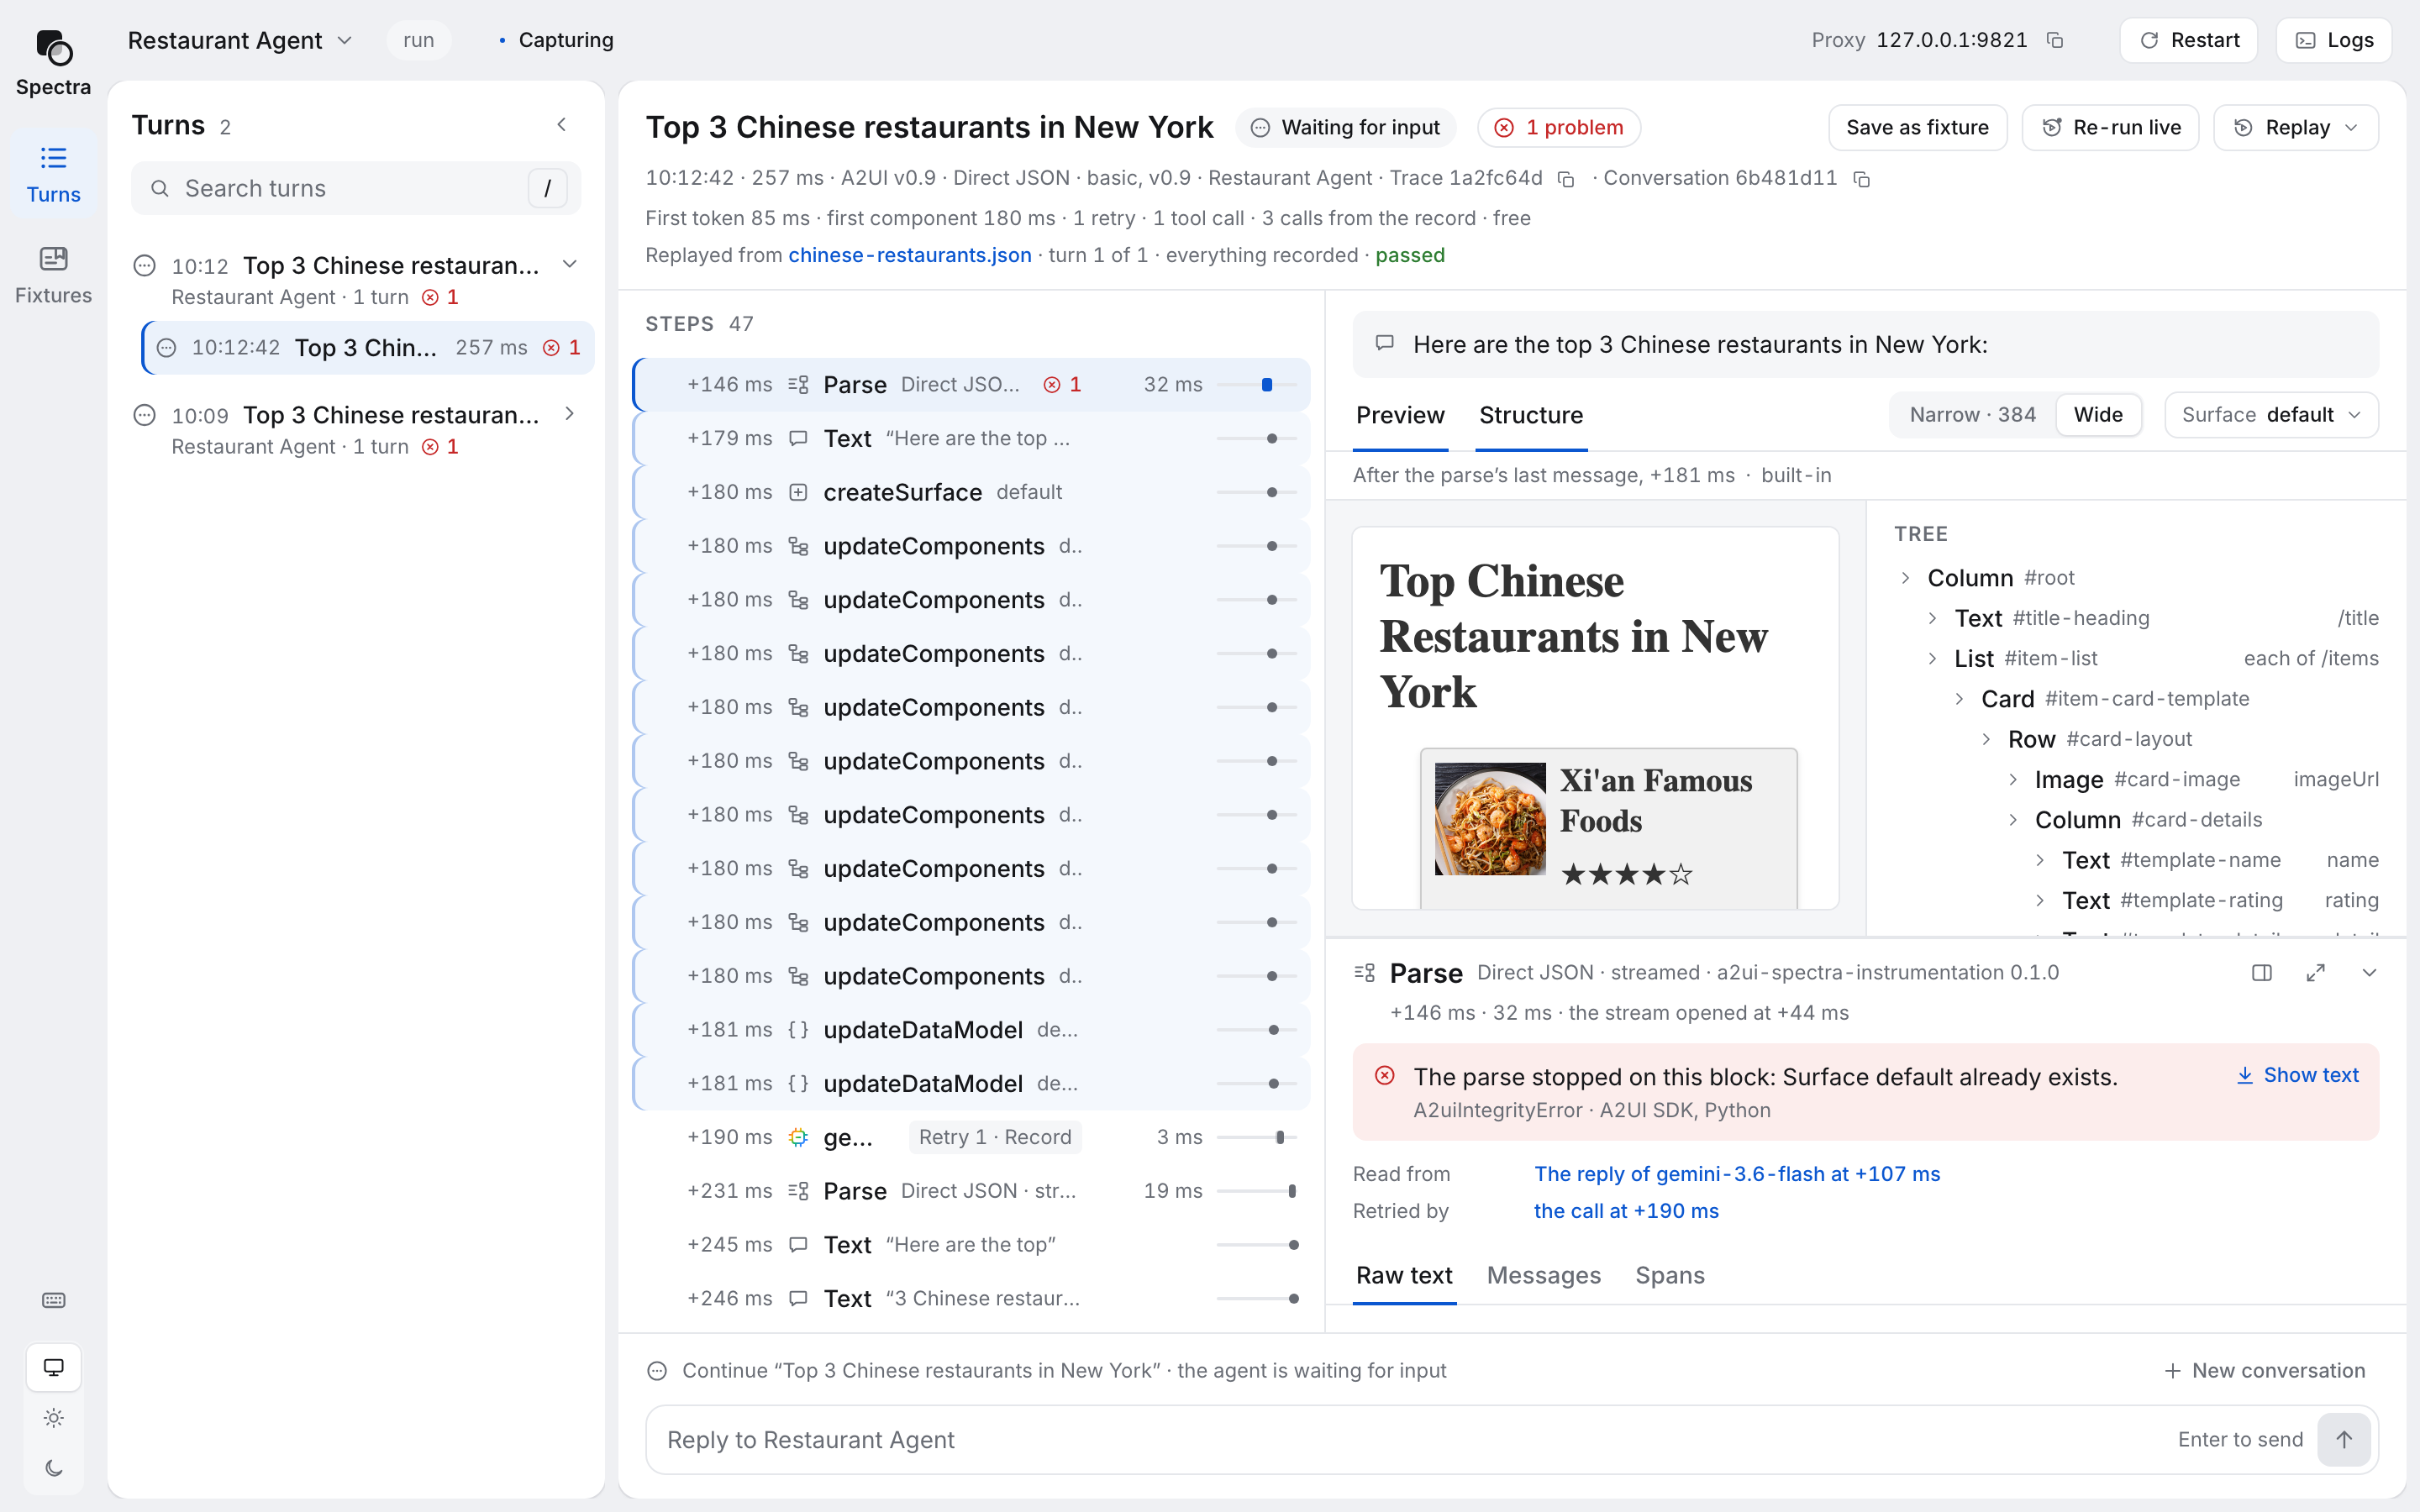 Spectra
Turns
Fixtures
Restaurant Agent
run
Capturing
Proxy 127.0.0.1:9821
Restart
Logs
Turns 2
Search turns /
10:12 Top 3 Chinese restauran...
Restaurant Agent · 1 turn 1
10:12:42 Top 3 Chin... 257 ms 1
10:09 Top 3 Chinese restauran...
Restaurant Agent · 1 turn 1
Top 3 Chinese restaurants in New York
Waiting for input
1 problem
Save as fixture
Re-run live
Replay
10:12:42 · 257 ms · A2UI v0.9 · Direct JSON · basic, v0.9 · Restaurant Agent · Trace 1a2fc64d · Conversation 6b481d11
First token 85 ms · first component 180 ms · 1 retry · 1 tool call · 3 calls from the record · free
Replayed from chinese-restaurants.json · turn 1 of 1 · everything recorded · passed
STEPS 47
+146 ms Parse Direct JSO... 1 32 ms
+179 ms Text “Here are the top ...
+180 ms createSurface default
+180 ms updateComponents d..
+180 ms updateComponents d..
+180 ms updateComponents d..
+180 ms updateComponents d..
+180 ms updateComponents d..
+180 ms updateComponents d..
+180 ms updateComponents d..
+180 ms updateComponents d..
+180 ms updateComponents d..
+181 ms { } updateDataModel de...
+181 ms { } updateDataModel de...
+190 ms ge... Retry 1 · Record 3 ms
+231 ms Parse Direct JSON · str... 19 ms
+245 ms Text “Here are the top”
+246 ms Text “3 Chinese restaur...
Here are the top 3 Chinese restaurants in New York:
Preview
Structure
Narrow · 384
Wide
Surface default
After the parse’s last message, +181 ms · built-in
Top Chinese
Restaurants in New
York
Xi'an Famous
Foods
★★★★☆
TREE
Column #root
Text #title-heading /title
List #item-list each of /items
Card #item-card-template
Row #card-layout
Image #card-image imageUrl
Column #card-details
Text #template-name name
Text #template-rating rating
Parse Direct JSON · streamed · a2ui-spectra-instrumentation 0.1.0
+146 ms · 32 ms · the stream opened at +44 ms
The parse stopped on this block: Surface default already exists.
Show text
A2uiIntegrityError · A2UI SDK, Python
Read from The reply of gemini-3.6-flash at +107 ms
Retried by the call at +190 ms
Raw text
Messages
Spans
Continue “Top 3 Chinese restaurants in New York” · the agent is waiting for input
New conversation
Reply to Restaurant Agent
Enter to send